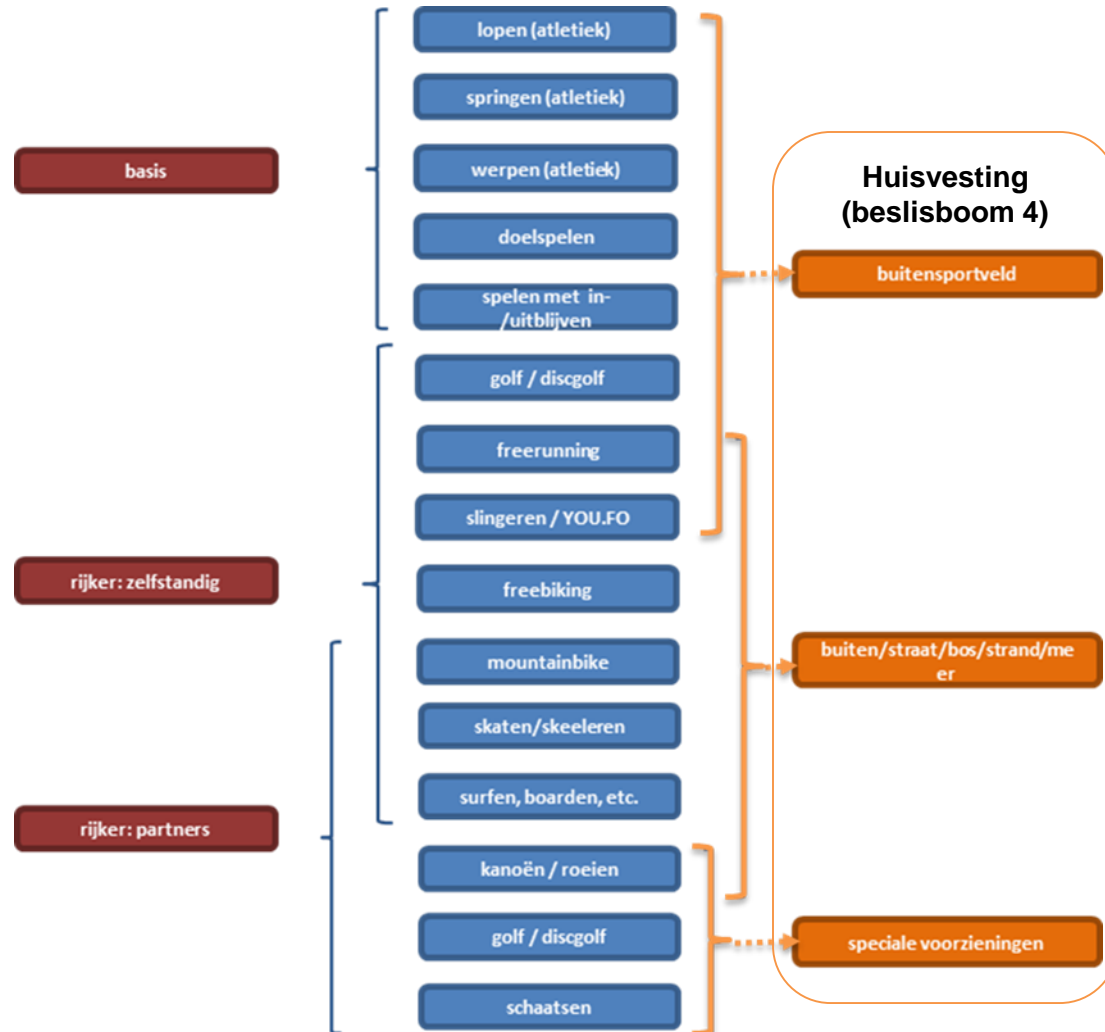 basis
rijker: zelfstandig
rijker: partners
lopen (atletiek)
springen (atletiek)
werpen (atletiek)
doelspelen
spelen met in-
/uitblijven
golf / discgolf
freerunning
slingeren / YOU.FO
freebiking
mountainbike
skaten/skeeleren
surfen, boarden, etc.
kanoën / roeien
golf / discgolf
schaatsen
Huisvesting
(beslisboom 4)
buitensportveld
buiten/straat/bos/strand/me
er
speciale voorzieningen